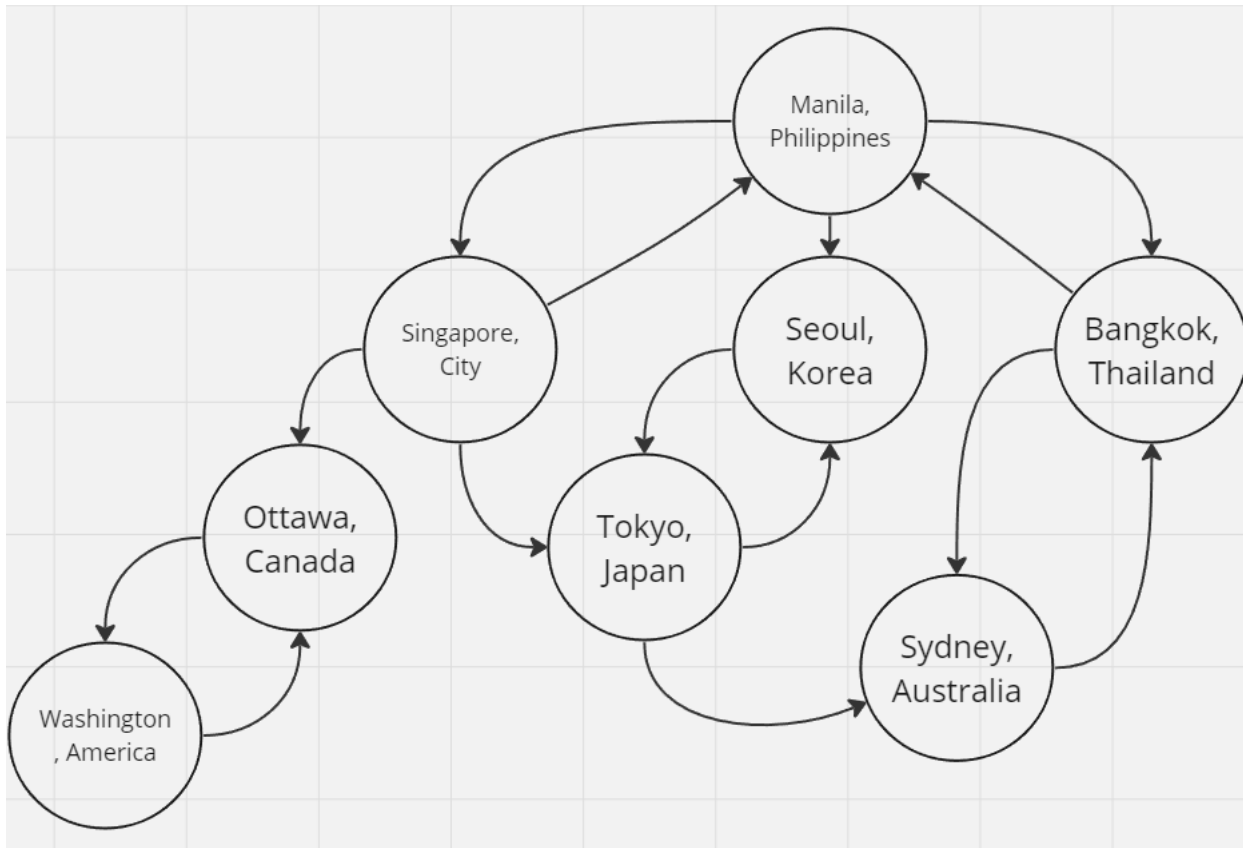 Manila,
Philippines
Singapore,
City
Seoul,
Korea
Bangkok,
Thailand
Ottawa,
Canada
Tokyo,
Japan
Sydney,
Australia
Washington
, America